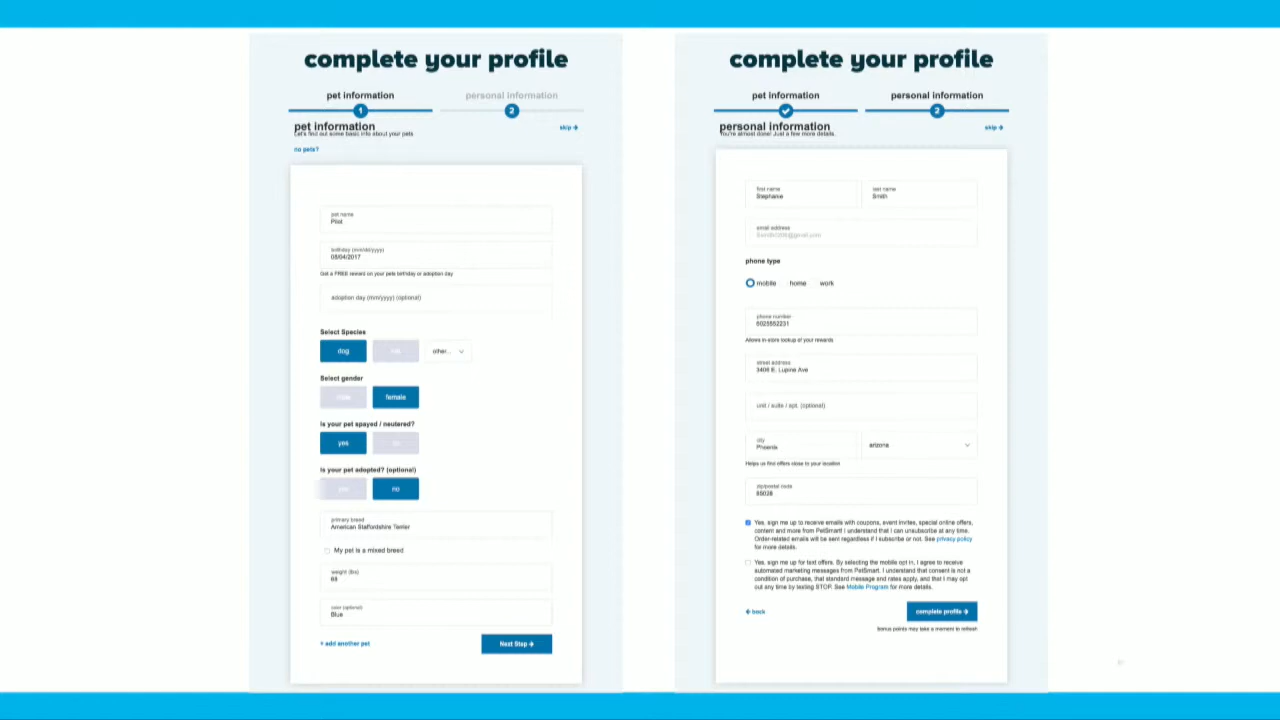 complete your profile
pet information
personal information
1
2
pet information
Let's find out some basic info about your pets
skip →
no pets?
pet name
Pilot
birthday (mm/dd/yyyy)
08/04/2017
Get a FREE reward on your pets birthday or adoption day
adoption day (mm/yyyy) (optional)
Select Species
dog
other...
Select gender
male
female
Is your pet spayed / neutered?
yes
no
Is your pet adopted? (optional)
yes
no
primary breed
American Staffordshire Terrier
My pet is a mixed breed
weight (lbs)
color (optional)
Blue
+ add another pet
Next Step →
complete your profile
pet information
personal information
2
personal information
You're almost done! Just a few more details.
skip →
first name
Stephanie
last name
Smith
email address
phone type
mobile
home
work
phone number
6025552231
Allows in-store lookup of your rewards
street address
3406 E. Lupine Ave
unit / suite / apt. (optional)
city
Phoenix
arizona
Helps us find offers close to your location
zip/postal code
85028
Yes, sign me up to receive emails with coupons, event invites, special online offers,
content and more from PetSmart! I understand that I can unsubscribe at any time.
Order-related emails will be sent regardless if I subscribe or not. See privacy policy
for more details.
Yes, sign me up for text offers. By selecting the mobile opt in, I agree to receive
automated marketing messages from PetSmart. I understand that consent is not a
condition of purchase, that standard message and rates apply, and that I may opt
out any time by texting STOP. See Mobile Program for more details.
← back
complete profile →
bonus points may take a moment to refresh